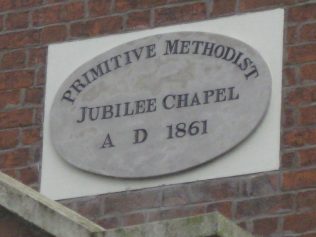 PRIMITIVE METHODIST
JUBILEE CHAPEL
A D 1861